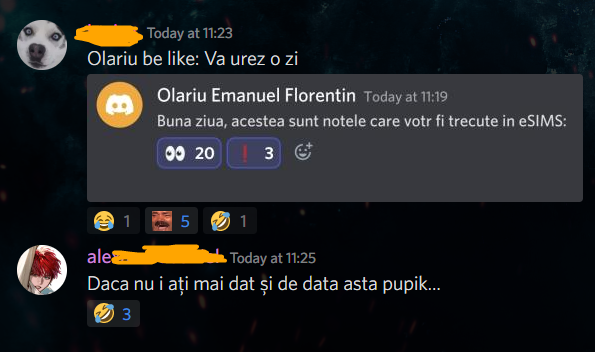 Today at 11:23
Olariu be like: Va urez o zi
Olariu Emanuel Florentin Today at 11:19
Buna ziua, acestea sunt notele care votr fi trecute in eSIMS:
20 3
1 5 1
ale Today at 11:25
Daca nu i ați mai dat și de data asta pupik...
3